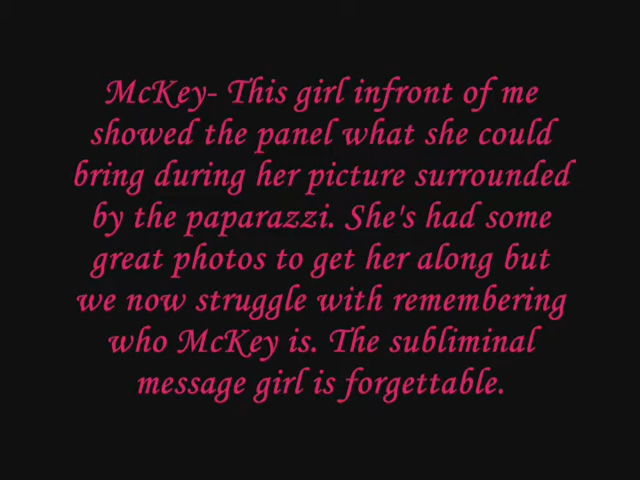 McKey- This girl infront of me
showed the panel what she could
bring during her picture surrounded
by the paparazzi. She's had some
great photos to get her along but
we now struggle with remembering
who McKey is. The subliminal
message girl is forgettable.